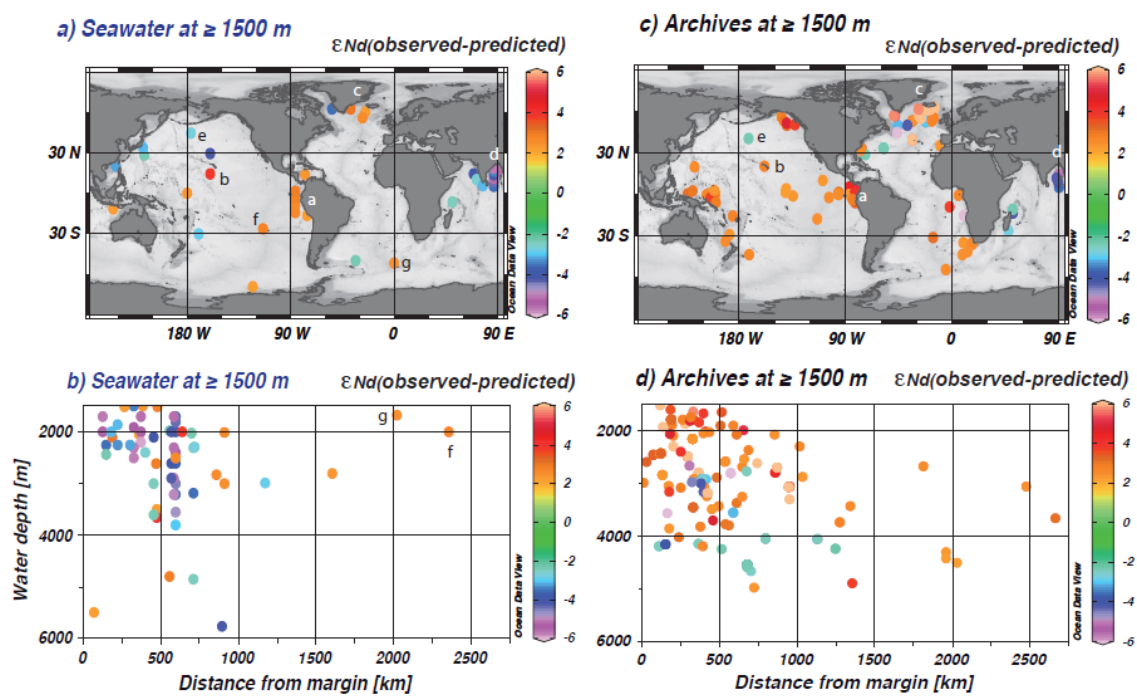 a) Seawater at ≥ 1500 m
εNd(observed-predicted)
6
4
2
0
-2
-4
-6
Ocean Data View
30 N
30 S
180 W
90 W
0
90 E
a
b
c
d
e
f
g
c) Archives at ≥ 1500 m
εNd(observed-predicted)
6
4
2
0
-2
-4
-6
Ocean Data View
30 N
30 S
180 W
90 W
0
90 E
a
b
c
d
e
b) Seawater at ≥ 1500 m
εNd(observed-predicted)
6
4
2
0
-2
-4
-6
Ocean Data View
Water depth [m]
2000
4000
6000
g
f
0
500
1000
1500
2000
2500
Distance from margin [km]
d) Archives at ≥ 1500 m
εNd(observed-predicted)
6
4
2
0
-2
-4
-6
Ocean Data View
2000
4000
6000
0
500
1000
1500
2000
2500
Distance from margin [km]